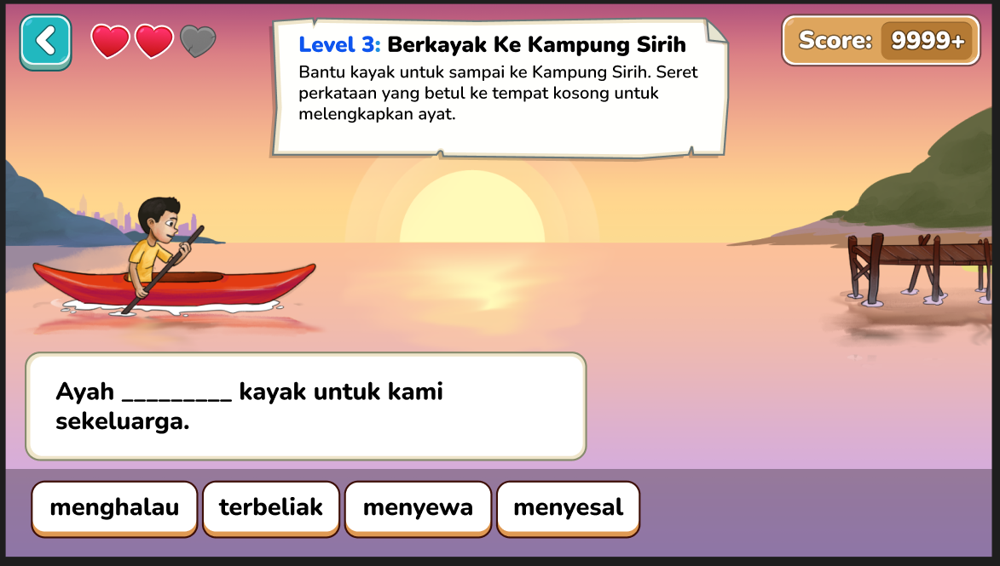 Level 3: Berkayak Ke Kampung Sirih
Score: 9999+
Bantu kayak untuk sampai ke Kampung Sirih. Seret
perkataan yang betul ke tempat kosong untuk
melengkapkan ayat.
Ayah _________ kayak untuk kami
sekeluarga.
menghalau
terbeliak
menyewa
menyesal